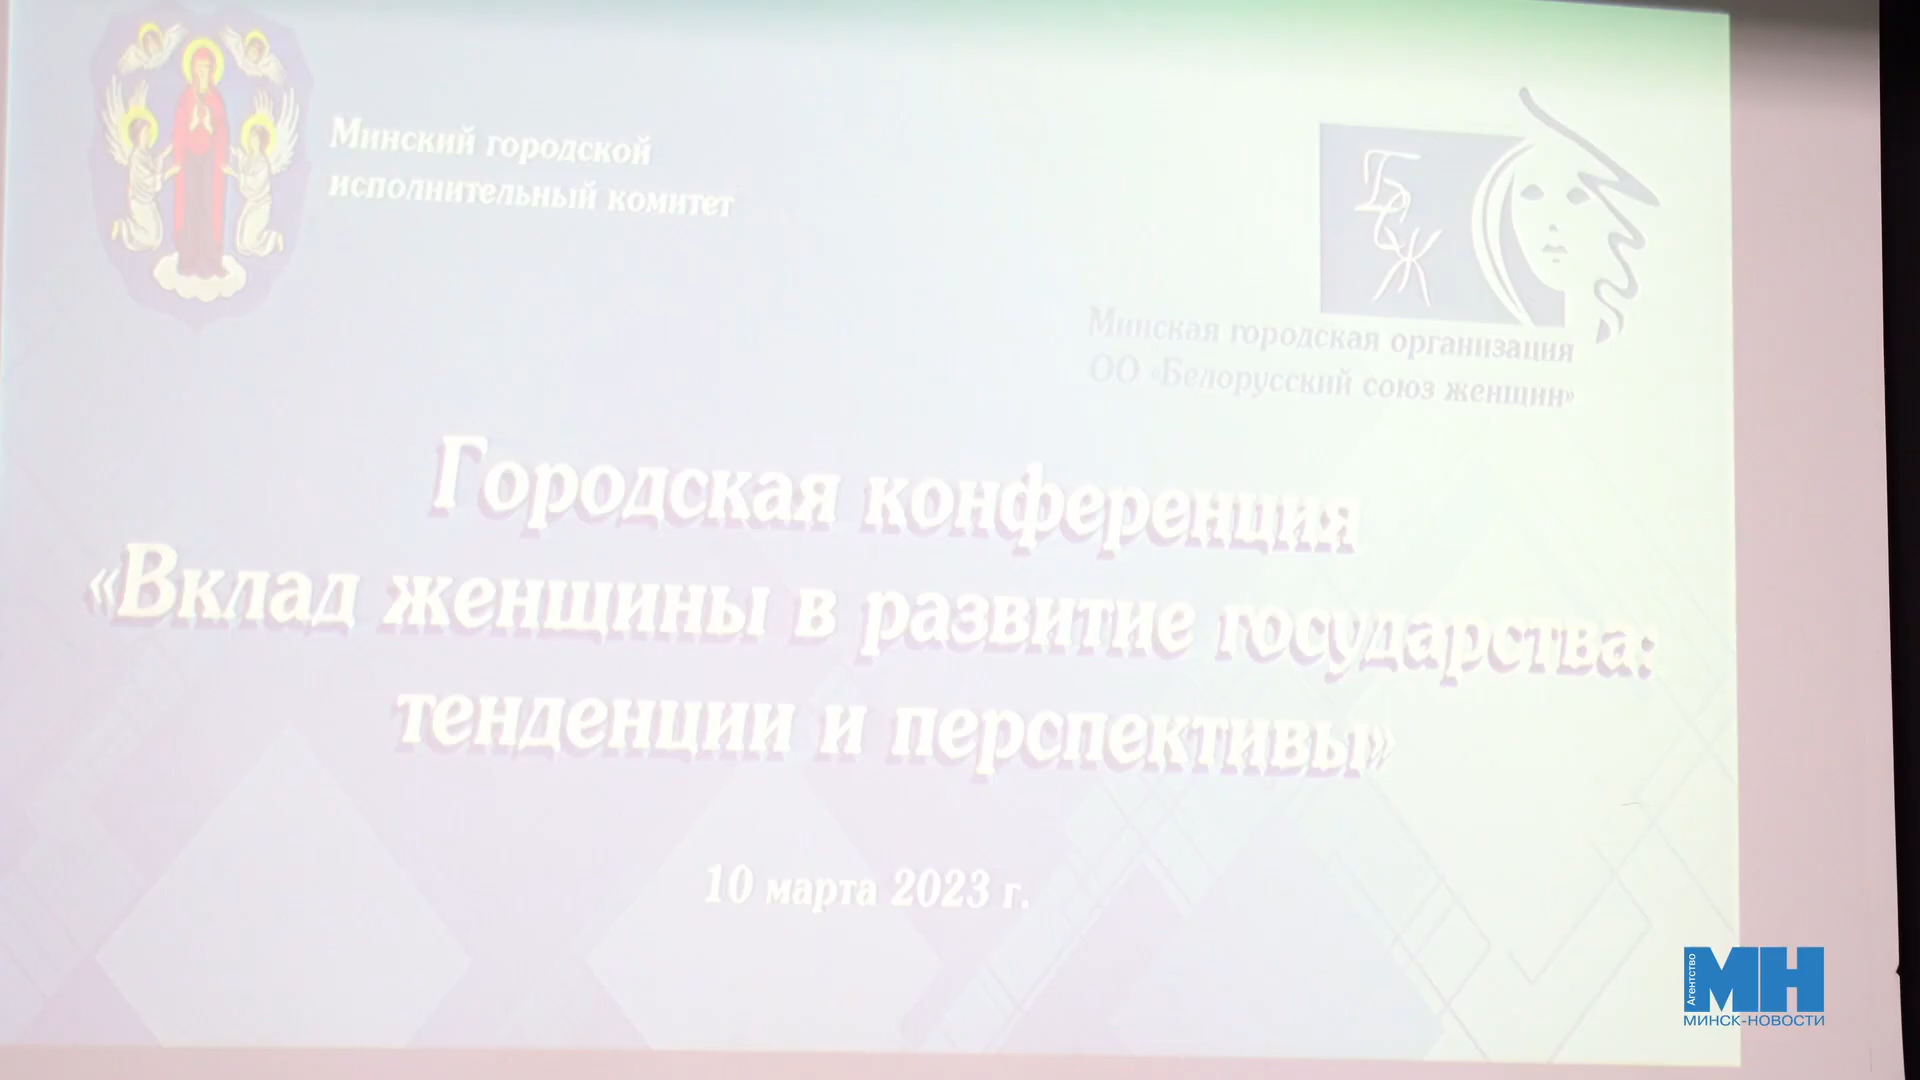 Минский городской
исполнительный комитет
БСЖ
Минская городская организация
ОО «Белорусский союз женщин»
Городская конференция
«Вклад женщины в развитие государства:
тенденции и перспективы»
10 марта 2023 г.
Агентство
МН
МИНСК-НОВОСТИ